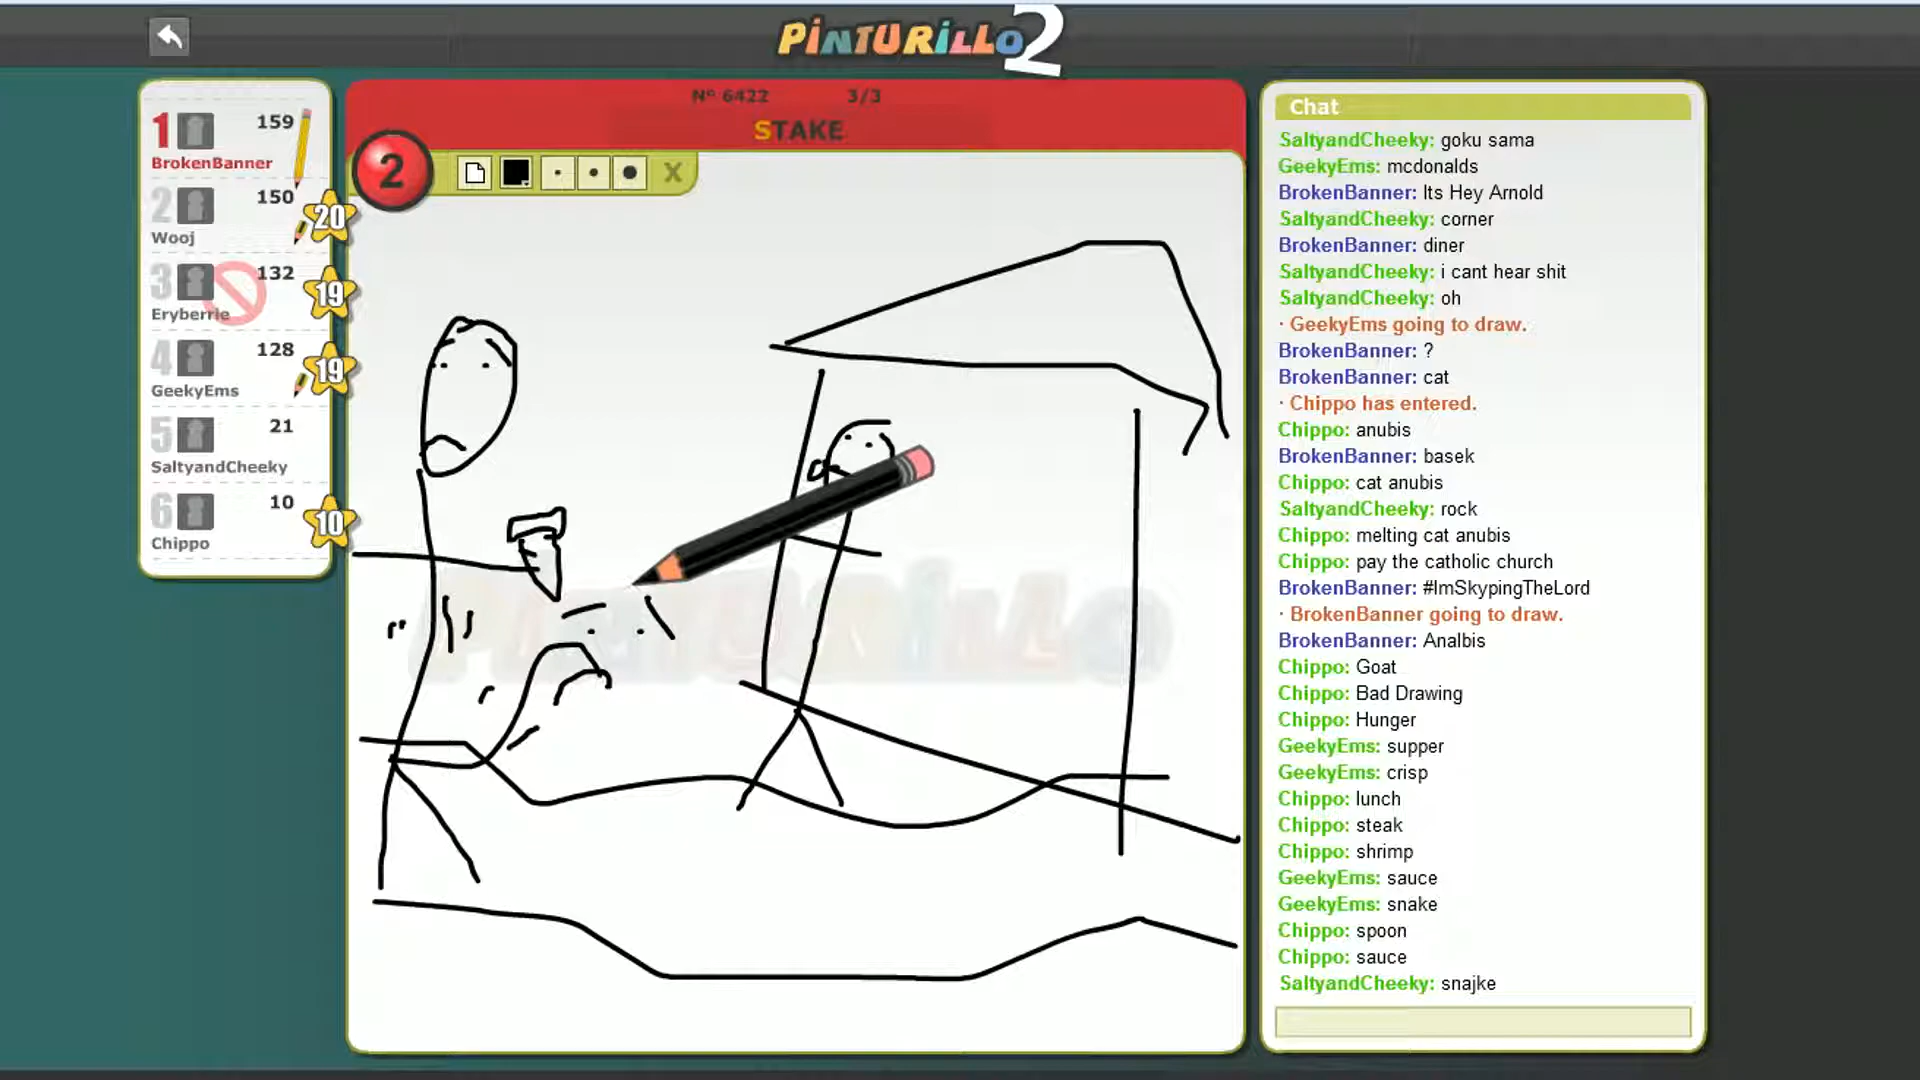 PINTURILLO 2
1 159
BrokenBanner
2 150 20
Wooj
3 132 19
Eryberrie
4 128 19
GeekyEms
5 21
SaltyandCheeky
6 10 10
Chippo
Nº 6422 3/3
STAKE
2 X
PINTURILLO
Chat
SaltyandCheeky: goku sama
GeekyEms: mcdonalds
BrokenBanner: Its Hey Arnold
SaltyandCheeky: corner
BrokenBanner: diner
SaltyandCheeky: i cant hear shit
SaltyandCheeky: oh
· GeekyEms going to draw.
BrokenBanner: ?
BrokenBanner: cat
· Chippo has entered.
Chippo: anubis
BrokenBanner: basek
Chippo: cat anubis
SaltyandCheeky: rock
Chippo: melting cat anubis
Chippo: pay the catholic church
BrokenBanner: #ImSkypingTheLord
· BrokenBanner going to draw.
BrokenBanner: Analbis
Chippo: Goat
Chippo: Bad Drawing
Chippo: Hunger
GeekyEms: supper
GeekyEms: crisp
Chippo: lunch
Chippo: steak
Chippo: shrimp
GeekyEms: sauce
GeekyEms: snake
Chippo: spoon
Chippo: sauce
SaltyandCheeky: snajke